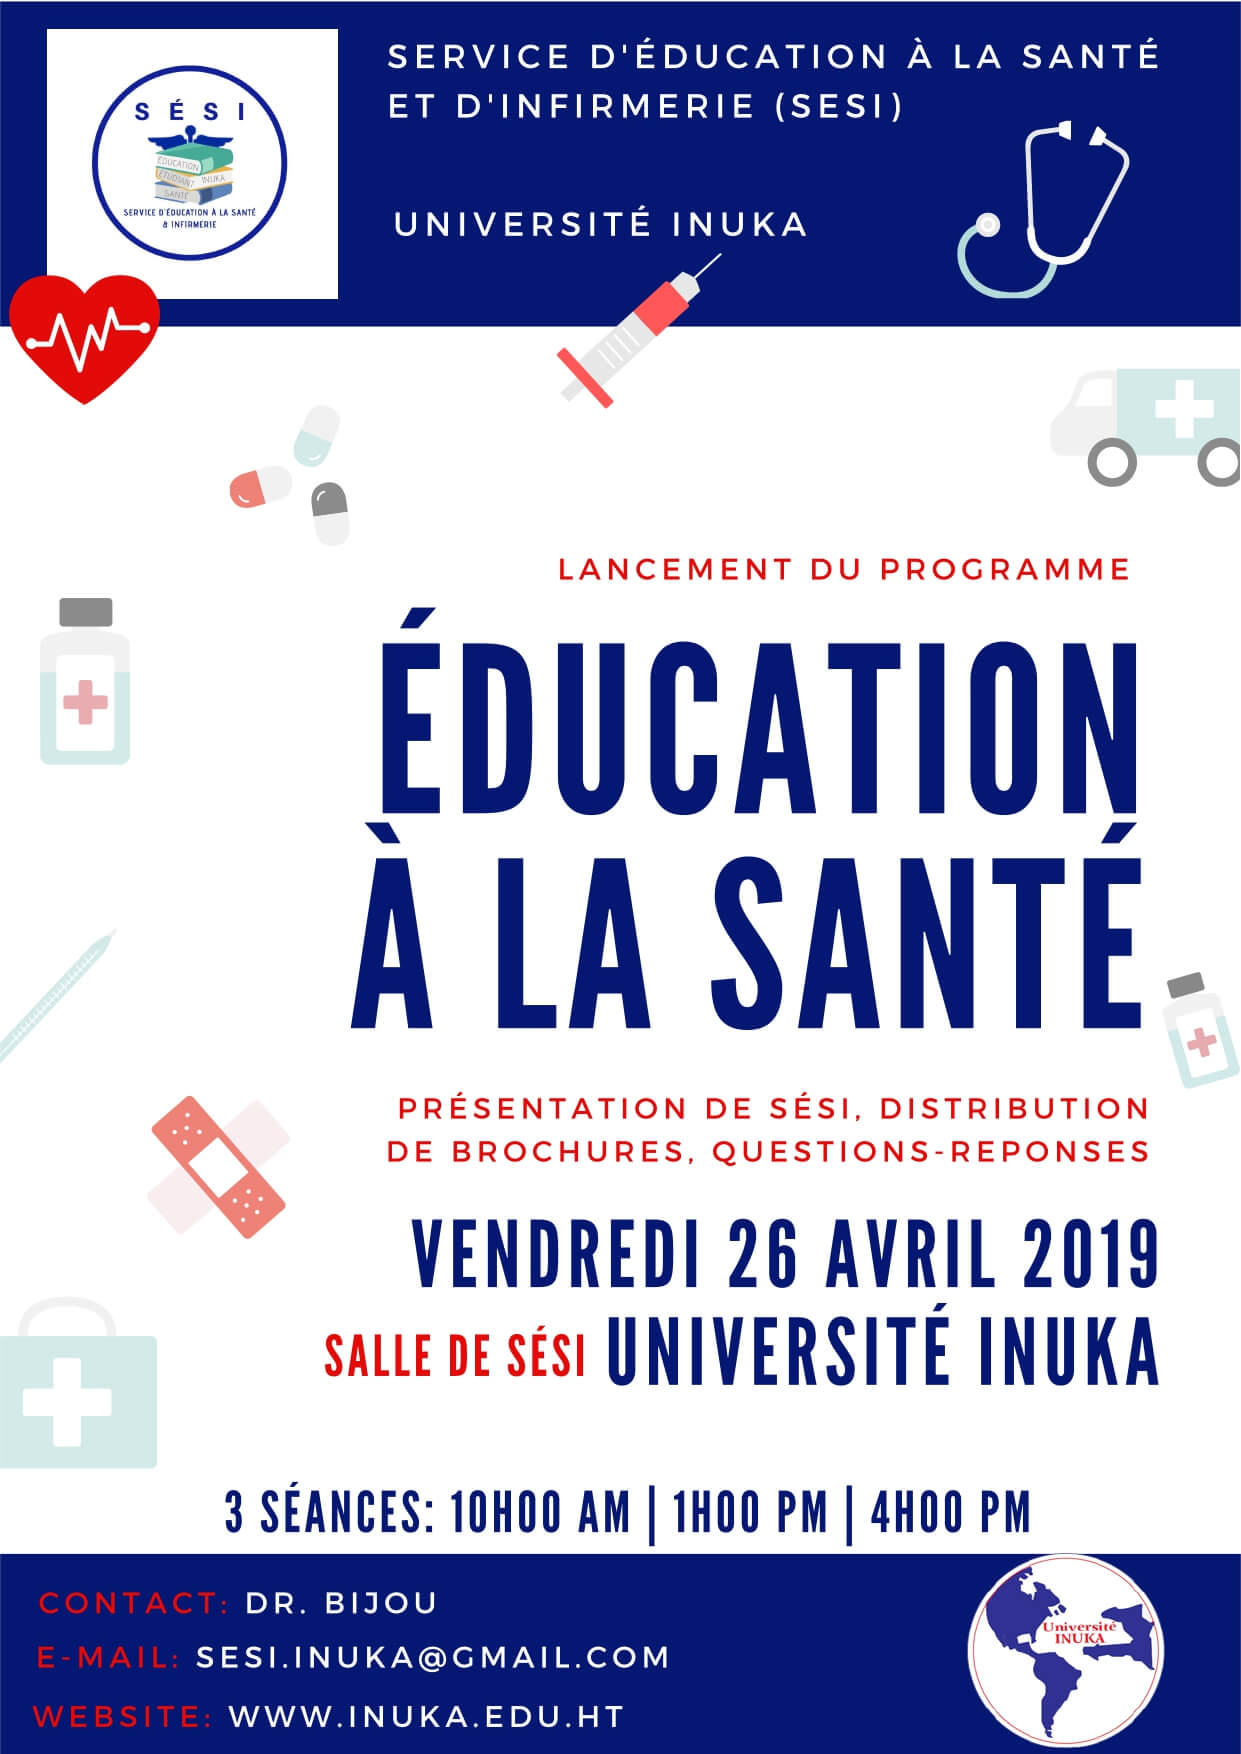 SÉSI
ÉDUCATION
ÉTUDIANT INUKA
SANTÉ
SERVICE D'ÉDUCATION À LA SANTÉ
& INFIRMERIE
SERVICE D'ÉDUCATION À LA SANTÉ
ET D'INFIRMERIE (SESI)
UNIVERSITÉ INUKA
LANCEMENT DU PROGRAMME
ÉDUCATION
À LA SANTÉ
PRÉSENTATION DE SÉSI, DISTRIBUTION
DE BROCHURES, QUESTIONS-REPONSES
VENDREDI 26 AVRIL 2019
SALLE DE SÉSI UNIVERSITÉ INUKA
3 SÉANCES: 10H00 AM | 1H00 PM | 4H00 PM
CONTACT: DR. BIJOU
E-MAIL: SESI.INUKA@GMAIL.COM
WEBSITE: WWW.INUKA.EDU.HT
Université
INUKA